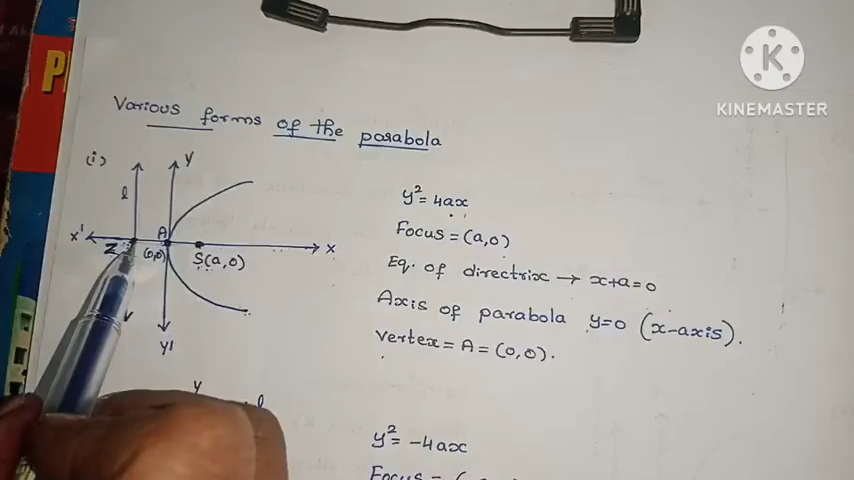 P
K
KINEMASTER
Various forms of the parabola
(i)
y
l
x'
A
x
Z
(0,0)
S(a,0)
y'
y² = 4ax
Focus = (a,0)
Eq. of directrix → x+a=0
Axis of parabola y=0 (x-axis).
Vertex = A = (0,0).
y
l
y² = -4ax
Focus = (